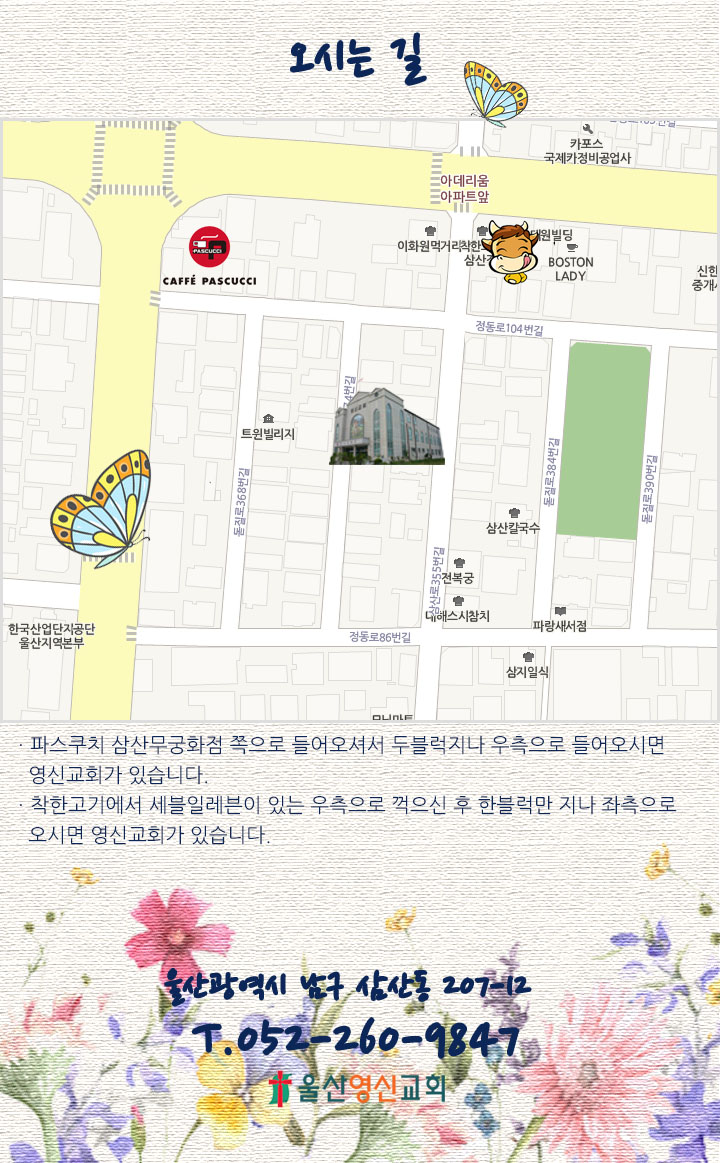 오시는 길
카포스
국제카정비공업사
아데리움
아파트앞
이화원먹거리
착한
대원빌딩
BOSTON
LADY
PASCUCCI
CAFFÉ PASCUCCI
신한
중개
정동로104번길
트윈빌리지
돋질로368번길
돋질로384번길
돋질로390번길
삼산칼국수
전복궁
삼산로355번길
파랑새서점
한국산업단지공단
울산지역본부
정동로86번길
삼지일식
· 파스쿠치 삼산무궁화점 쪽으로 들어오셔서 두블럭지나 우측으로 들어오시면
영신교회가 있습니다.
· 착한고기에서 세블일레븐이 있는 우측으로 꺽으신 후 한블럭만 지나 좌측으로
오시면 영신교회가 있습니다.
울산광역시 남구 삼산동 207-12
T.052-260-9847
울산영신교회